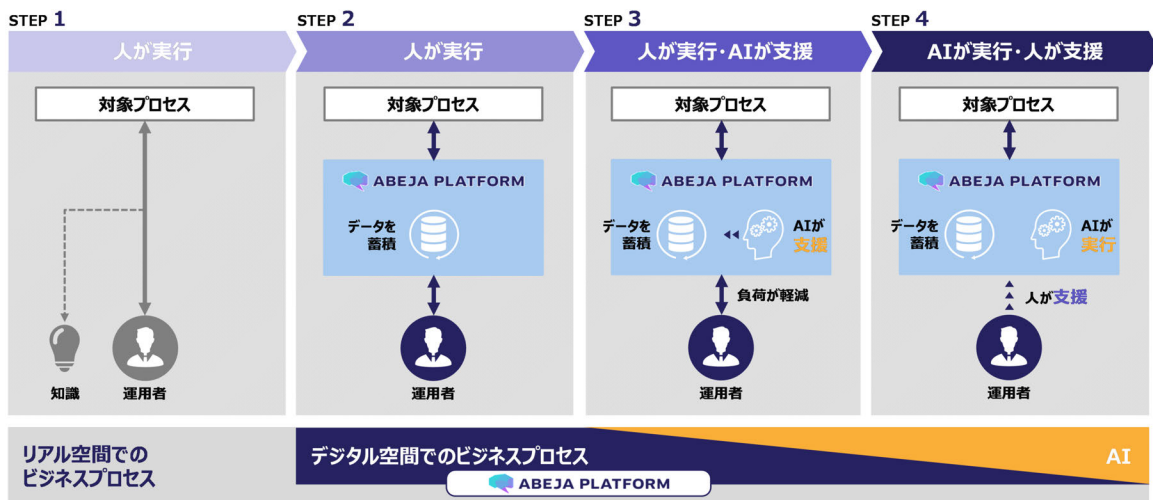 STEP 1
人が実行
対象プロセス
知識
運用者
STEP 2
人が実行
対象プロセス
ABEJA PLATFORM
データを
蓄積
運用者
STEP 3
人が実行・AIが支援
対象プロセス
ABEJA PLATFORM
データを
蓄積
AIが
支援
負荷が軽減
運用者
STEP 4
AIが実行・人が支援
対象プロセス
ABEJA PLATFORM
データを
蓄積
AIが
実行
人が支援
運用者
リアル空間での
ビジネスプロセス
デジタル空間でのビジネスプロセス
AI
ABEJA PLATFORM